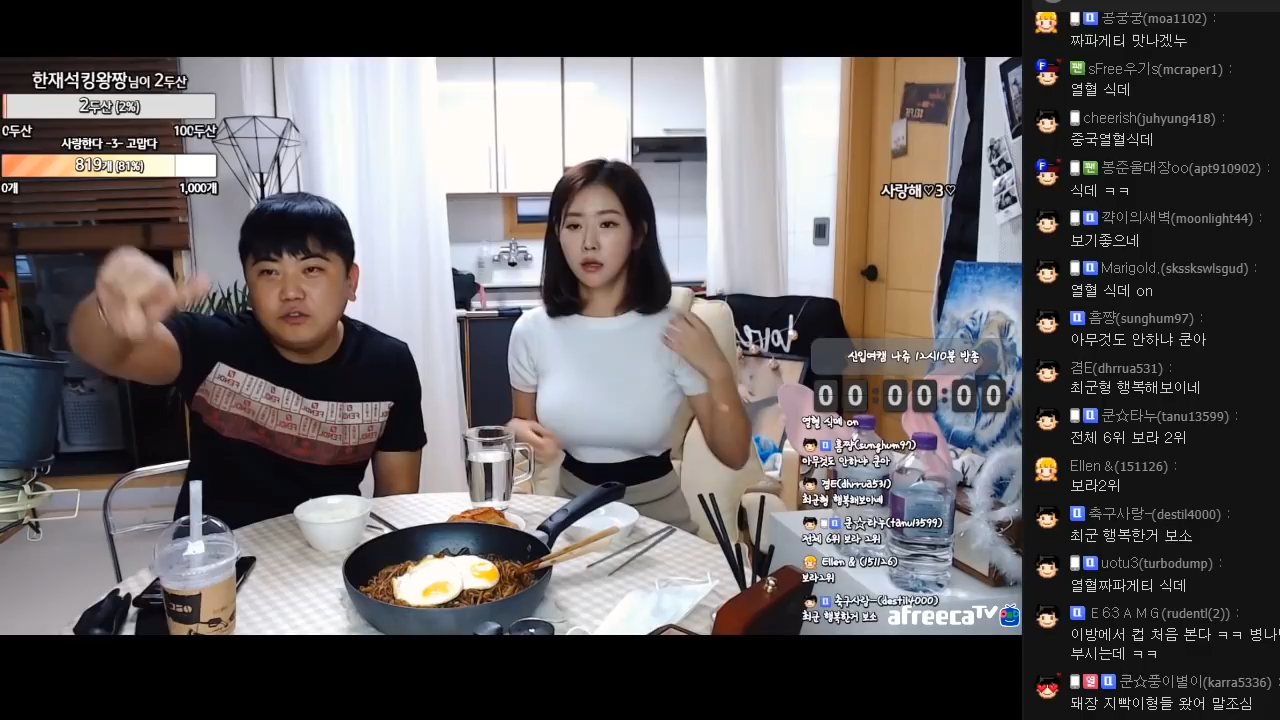 한재석킹왕짱님이 2두산
2두산 (2%)
0두산 100두산
사랑한다 -3- 고맙다
819개 (81%)
0개 1,000개
사랑해♡3♡
신입여캠 나쥬 12시10분 방송
00:00:00
열혈 식데 on
흠짱(sunghum97)
아무것도 안하냐 쿤아
겸E(dhrrua531)
최군형 행복해보이네
쿤☆타누(tanu13599)
전체 6위 보라 2위
Ellen & (151126)
보라2위
축구사랑-(destil4000)
최군 행복한거 보소
afreecaTV
FENDI
콩쿵쿵(moa1102) :
짜파게티 맛나겠누
sFree우기s(mcraper1) :
열혈 식데
cheerish(juhyung418) :
중국열혈식데
봉준울대장oo(apt910902) :
식데 ㅋㅋ
깍이의새벽(moonlight44) :
보기좋으네
Marigold.(sksskswlsgud) :
열혈 식데 on
흠짱(sunghum97) :
아무것도 안하냐 쿤아
겸E(dhrrua531) :
최군형 행복해보이네
쿤☆타누(tanu13599) :
전체 6위 보라 2위
Ellen &(151126) :
보라2위
축구사랑-(destil4000) :
최군 행복한거 보소
uotu3(turbodump) :
열혈짜파게티 식데
E 63 A M G (rudentl(2)) :
이방에서 컵 처음 본다 ㅋㅋ 병나
부시는데 ㅋㅋ
쿤☆풍이별이(karra5336) :
돼장 지빡이형들 왔어 말조심